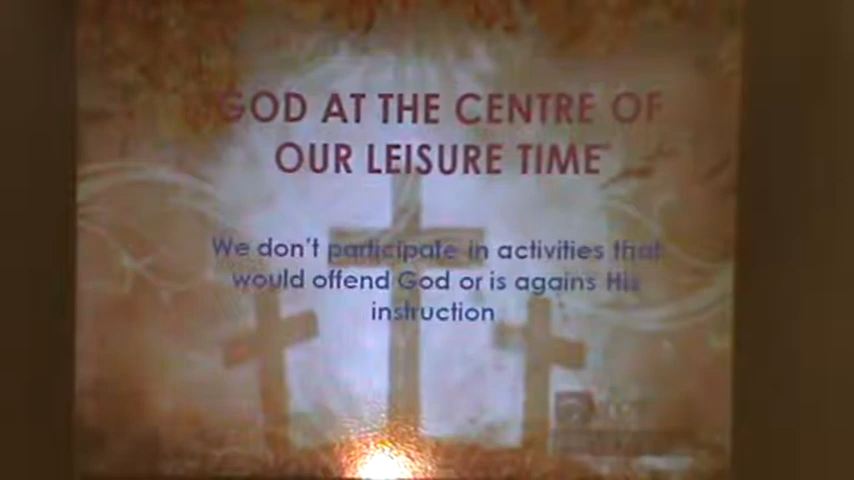 GOD AT THE CENTRE OF
OUR LEISURE TIME
We don't participate in activities that
would offend God or is agains His
instruction